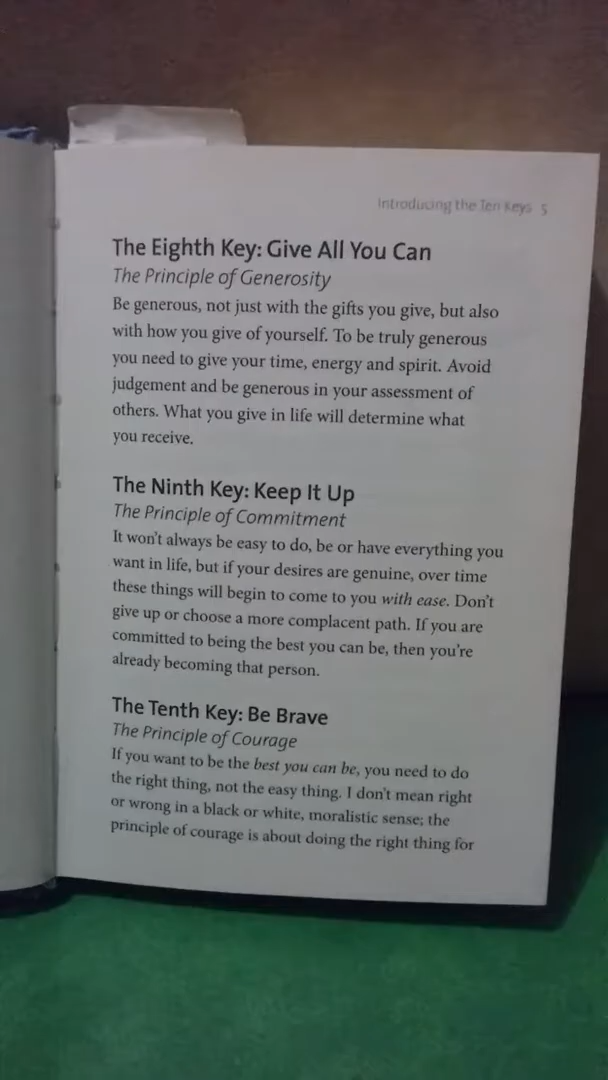 Introducing the Ten Keys 5
The Eighth Key: Give All You Can
The Principle of Generosity
Be generous, not just with the gifts you give, but also
with how you give of yourself. To be truly generous
you need to give your time, energy and spirit. Avoid
judgement and be generous in your assessment of
others. What you give in life will determine what
you receive.
The Ninth Key: Keep It Up
The Principle of Commitment
It won't always be easy to do, be or have everything you
want in life, but if your desires are genuine, over time
these things will begin to come to you with ease. Don't
give up or choose a more complacent path. If you are
committed to being the best you can be, then you're
already becoming that person.
The Tenth Key: Be Brave
The Principle of Courage
If you want to be the best you can be, you need to do
the right thing, not the easy thing. I don't mean right
or wrong in a black or white, moralistic sense; the
principle of courage is about doing the right thing for